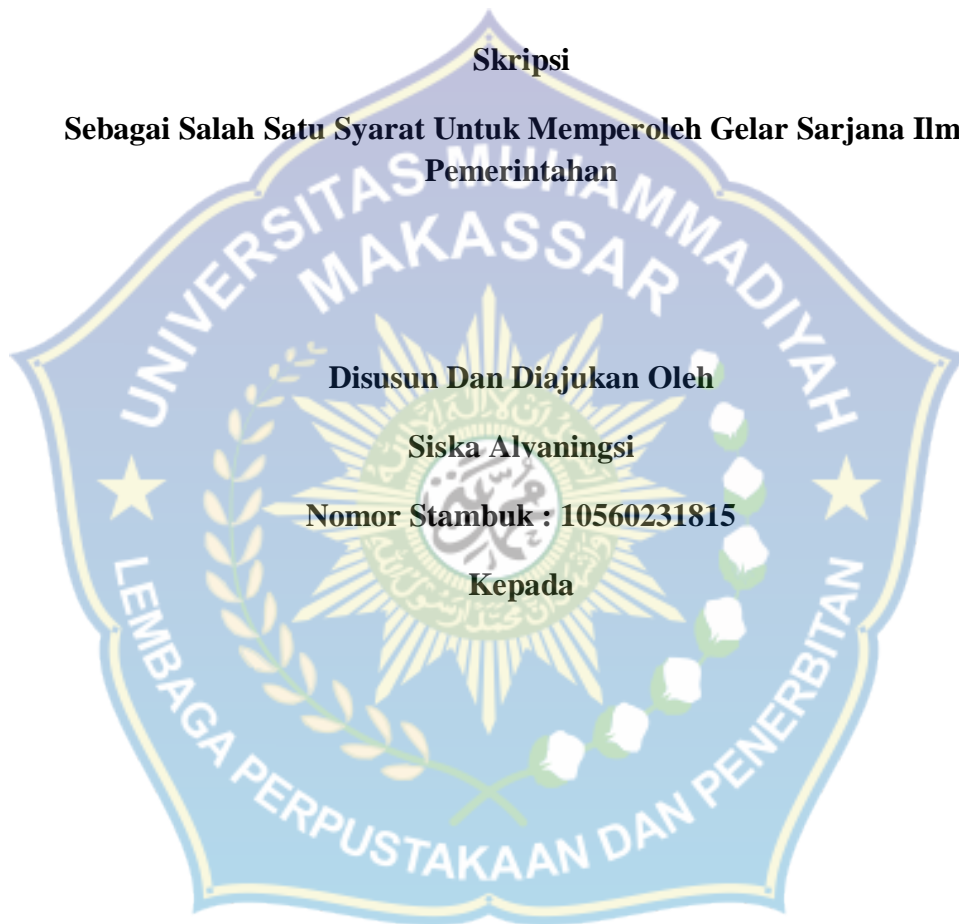 Skripsi
Sebagai Salah Satu Syarat Untuk Memperoleh Gelar Sarjana Ilm
Pemerintahan
UNIVERSITAS MUHAMMADIYAH
MAKASSAR
Disusun Dan Diajukan Oleh
Siska Alvaningsi
Nomor Stambuk : 10560231815
Kepada
LEMBAGA PERPUSTAKAAN DAN PENERBITAN